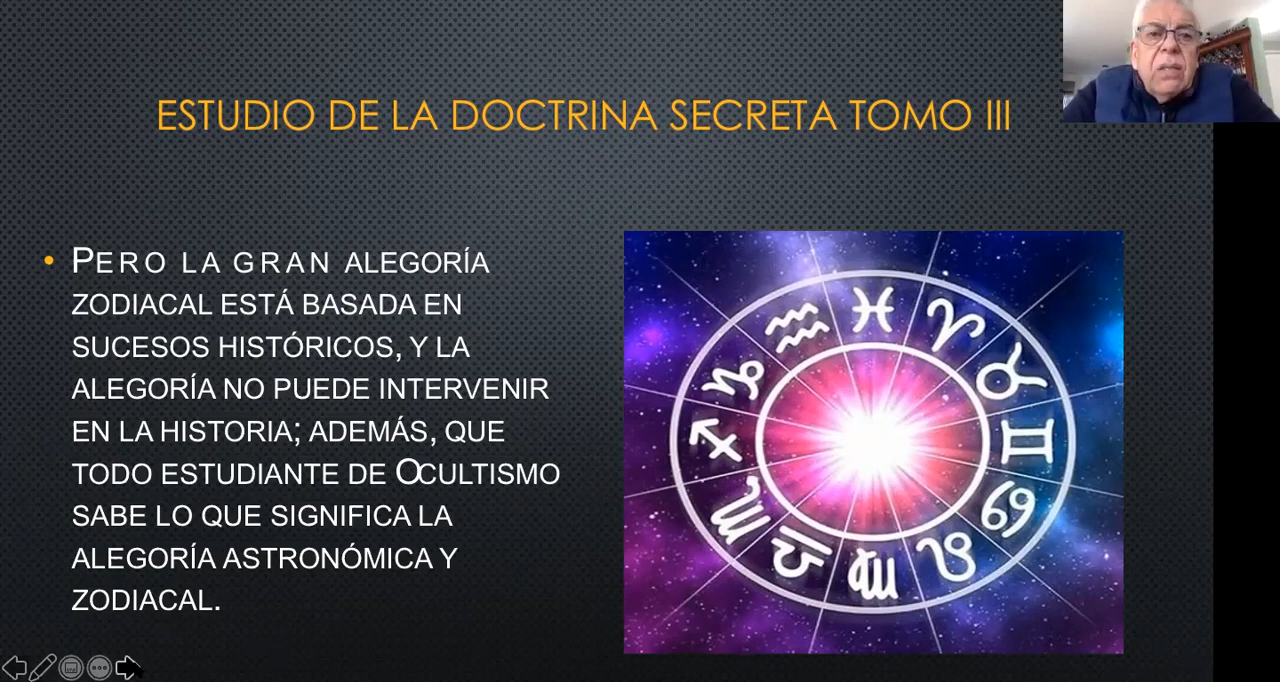 ESTUDIO DE LA DOCTRINA SECRETA TOMO III
• PERO LA GRAN ALEGORÍA
ZODIACAL ESTÁ BASADA EN
SUCESOS HISTÓRICOS, Y LA
ALEGORÍA NO PUEDE INTERVENIR
EN LA HISTORIA; ADEMÁS, QUE
TODO ESTUDIANTE DE OCULTISMO
SABE LO QUE SIGNIFICA LA
ALEGORÍA ASTRONÓMICA Y
ZODIACAL.